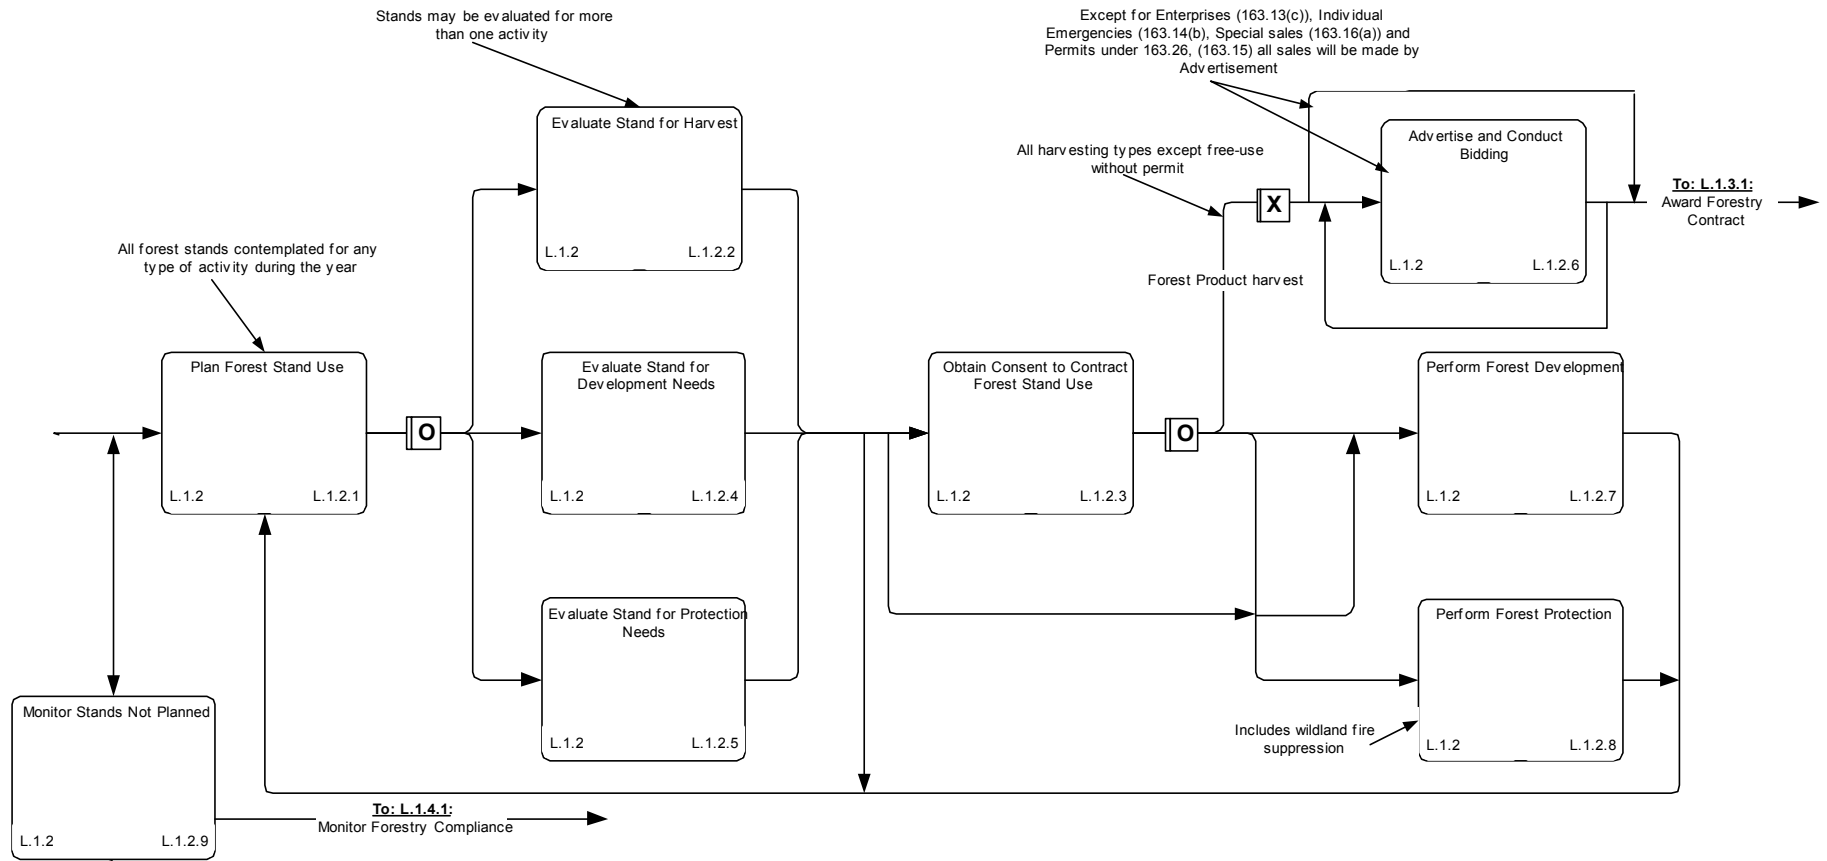 Stands may be evaluated for more
than one activity
Except for Enterprises (163.13(c)), Individual
Emergencies (163.14(b), Special sales (163.16(a)) and
Permits under 163.26, (163.15) all sales will be made by
Advertisement
Evaluate Stand for Harvest
L.1.2 L.1.2.2
All harvesting types except free-use
without permit
X
Advertise and Conduct
Bidding
L.1.2 L.1.2.6
To: L.1.3.1:
Award Forestry
Contract
All forest stands contemplated for any
type of activity during the year
Forest Product harvest
Plan Forest Stand Use
L.1.2 L.1.2.1
O
Evaluate Stand for
Development Needs
L.1.2 L.1.2.4
Obtain Consent to Contract
Forest Stand Use
L.1.2 L.1.2.3
O
Perform Forest Development
L.1.2 L.1.2.7
Evaluate Stand for Protection
Needs
L.1.2 L.1.2.5
Perform Forest Protection
L.1.2 L.1.2.8
Includes wildland fire
suppression
Monitor Stands Not Planned
L.1.2 L.1.2.9
To: L.1.4.1:
Monitor Forestry Compliance